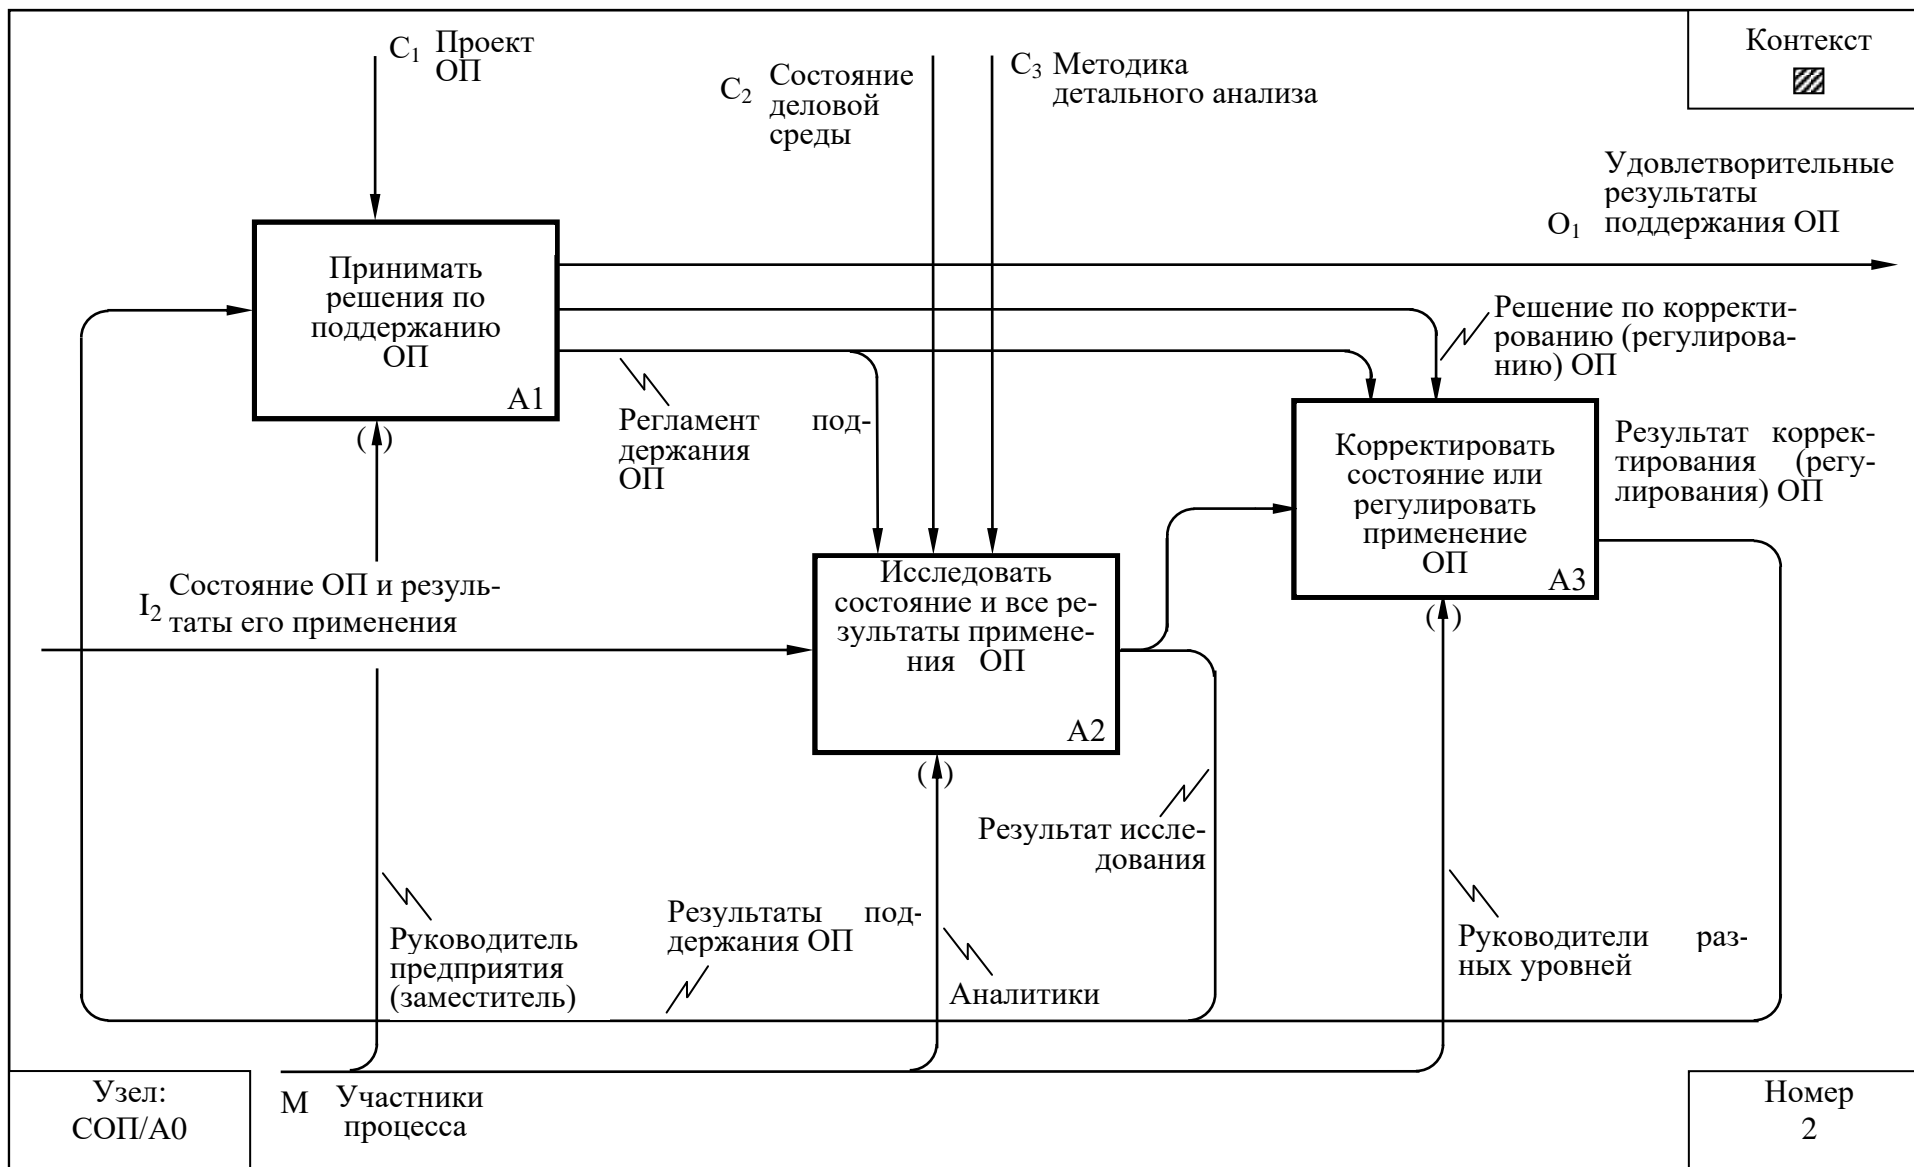 C1 Проект
ОП
C2 Состояние
деловой
среды
C3 Методика
детального анализа
Контекст
Удовлетворительные
результаты
O1 поддержания ОП
Принимать
решения по
поддержанию
ОП
A1
( )
Решение по коррект-
рованию (регулирова-
нию) ОП
Регламент под-
держания
ОП
Корректировать
состояние или
регулировать
применение
ОП
A3
( )
Результат коррек-
тирования (регу-
лирования) ОП
I2 Состояние ОП и резуль-
таты его применения
Исследовать
состояние и все ре-
зультаты примене-
ния ОП
A2
( )
Результат иссле-
дования
Руководитель
предприятия
(заместитель)
Результаты под-
держания ОП
Аналитики
Руководители раз-
ных уровней
Узел:
СОП/А0
M Участники
процесса
Номер
2